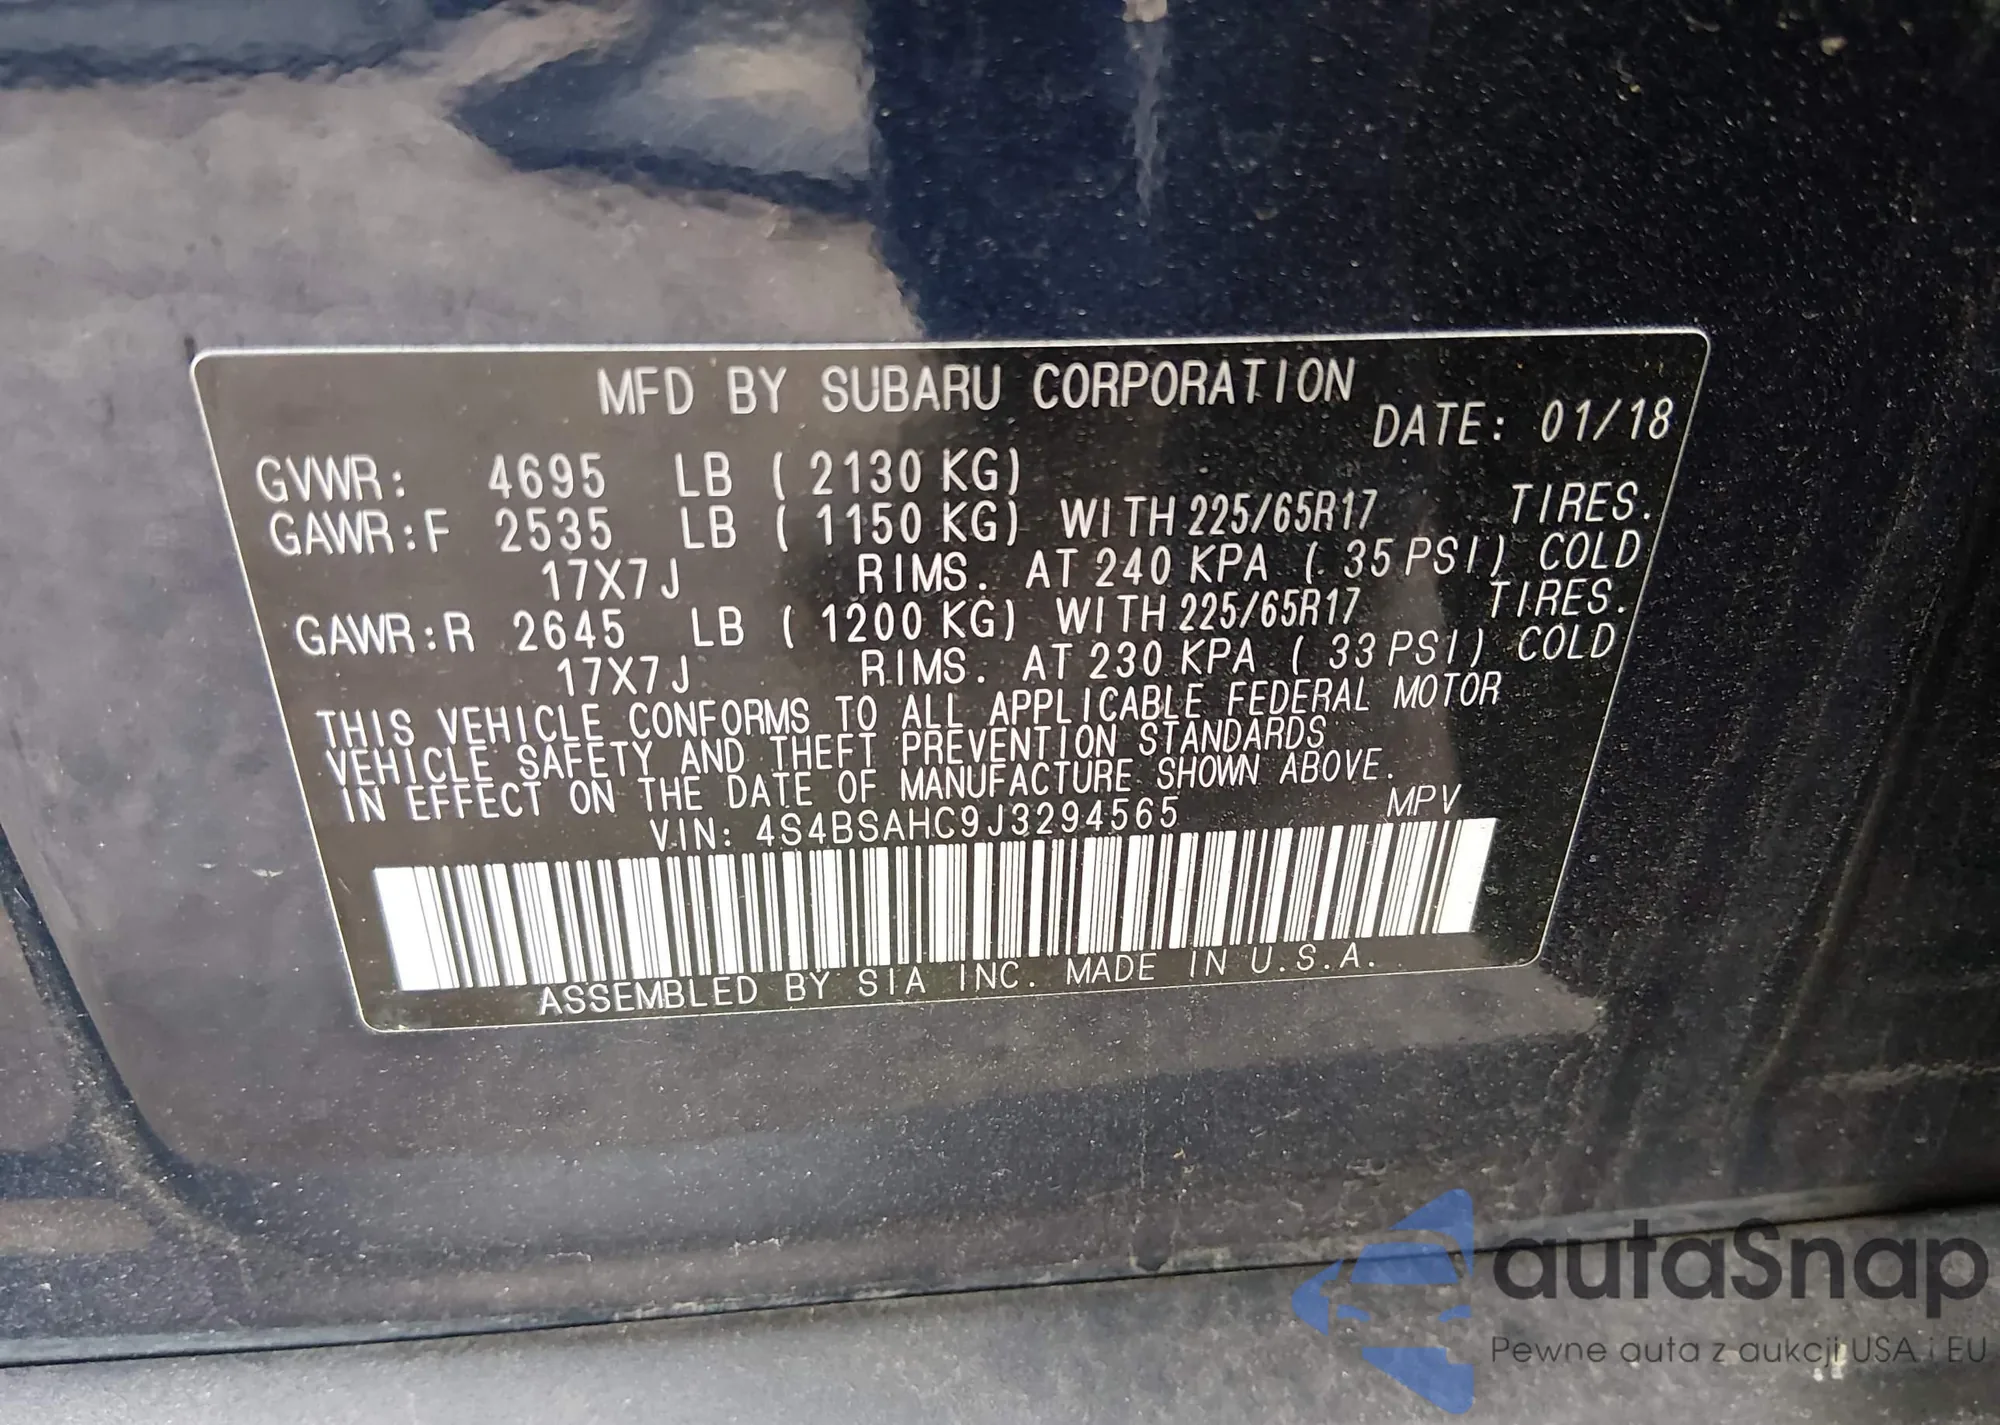 MFD BY SUBARU CORPORATION
DATE: 01/18
GVWR: 4695 LB ( 2130 KG)
GAWR:F 2535 LB ( 1150 KG) WITH 225/65R17 TIRES.
17X7J RIMS. AT 240 KPA ( 35 PSI) COLD
GAWR:R 2645 LB ( 1200 KG) WITH 225/65R17 TIRES.
17X7J RIMS. AT 230 KPA ( 33 PSI) COLD
THIS VEHICLE CONFORMS TO ALL APPLICABLE FEDERAL MOTOR
VEHICLE SAFETY AND THEFT PREVENTION STANDARDS
IN EFFECT ON THE DATE OF MANUFACTURE SHOWN ABOVE.
VIN: 4S4BSAHC9J3294565 MPV
ASSEMBLED BY SIA INC. MADE IN U.S.A.
autaSnap
Pewne auta z aukcji USA i EU